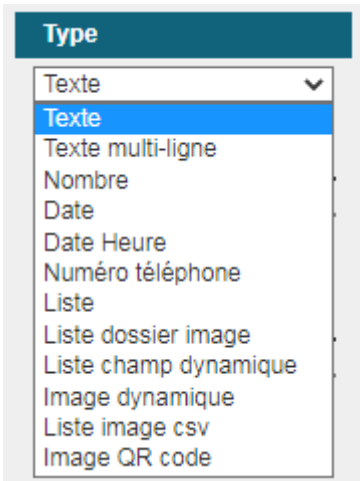 Type
Texte
Texte
Texte multi-ligne
Nombre
Date
Date Heure
Numéro téléphone
Liste
Liste dossier image
Liste champ dynamique
Image dynamique
Liste image csv
Image QR code